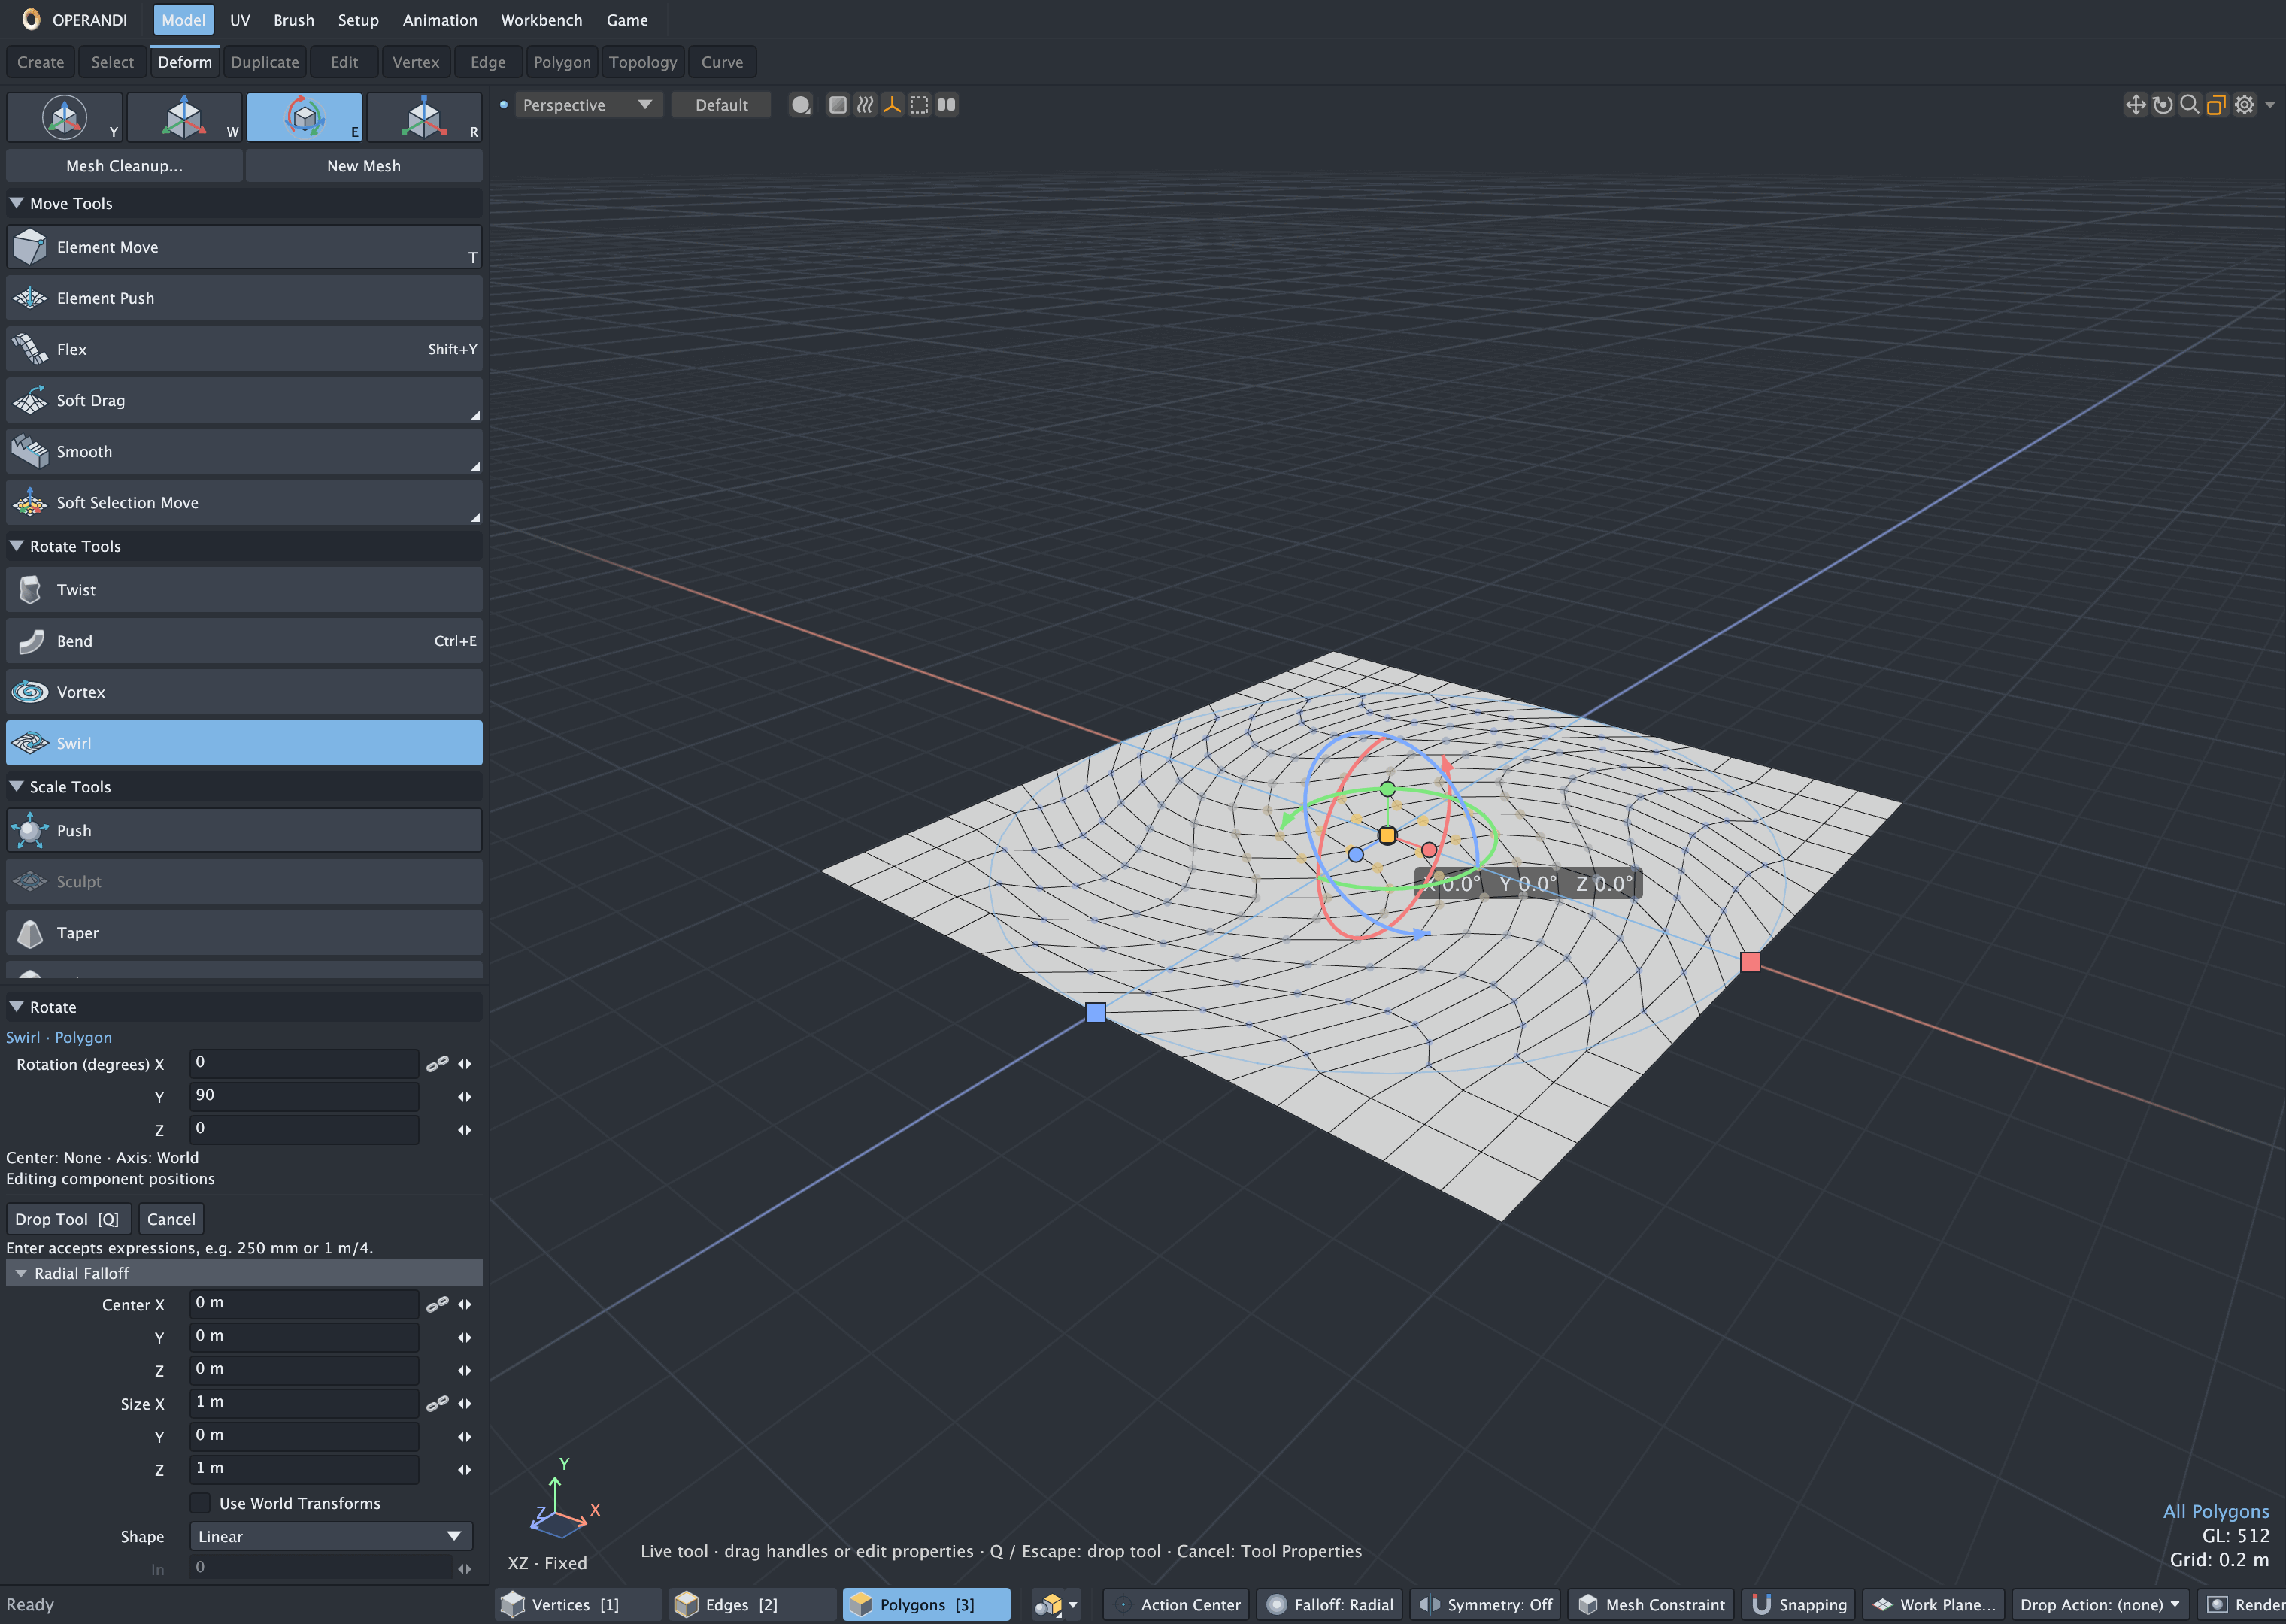 OPERANDI Model UV Brush Setup Animation Workbench Game
Create Select Deform Duplicate Edit Vertex Edge Polygon Topology Curve
Y W E R
Perspective Default
Mesh Cleanup... New Mesh
Move Tools
Element Move T
Element Push
Flex Shift+Y
Soft Drag
Smooth
Soft Selection Move
Rotate Tools
Twist
Bend Ctrl+E
Vortex
Swirl
Scale Tools
Push
Sculpt
Taper
X 0.0° Y 0.0° Z 0.0°
Rotate
Swirl · Polygon
Rotation (degrees) X 0
Y 90
Z 0
Center: None · Axis: World
Editing component positions
Drop Tool [Q] Cancel
Enter accepts expressions, e.g. 250 mm or 1 m/4.
Radial Falloff
Center X 0 m
Y 0 m
Z 0 m
Size X 1 m
Y 0 m
Z 1 m
Use World Transforms
Shape Linear
In 0
Y
Z X
XZ · Fixed
Live tool · drag handles or edit properties · Q / Escape: drop tool · Cancel: Tool Properties
All Polygons
GL: 512
Grid: 0.2 m
Ready Vertices [1] Edges [2] Polygons [3] Action Center Falloff: Radial Symmetry: Off Mesh Constraint Snapping Work Plane... Drop Action: (none) Render